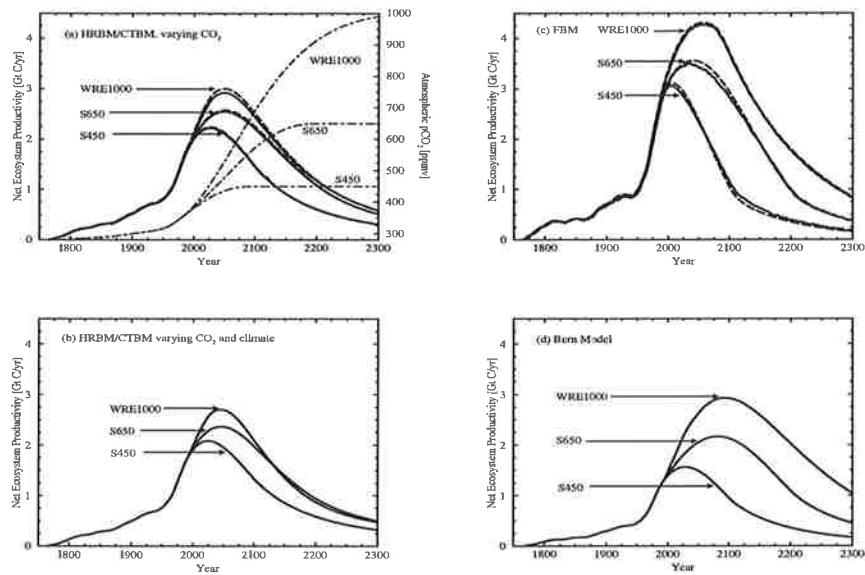 (a) HRBM/CTBM, varying CO₂
WRE1000
S650
S450
WRE1000
S650
S450
Net Ecosystem Productivity [Gt C/yr]
4
3
2
1
0
1800 1900 2000 2100 2200 2300
Year
1000
900
800
700
600
500
400
300
Atmospheric pCO₂ [ppmv]
(c) FBM WRE1000
S650
S450
Net Ecosystem Productivity [Gt C/yr]
4
3
2
1
0
1800 1900 2000 2100 2200 2300
Year
(b) HRBM/CTBM varying CO₂ and climate
WRE1000
S650
S450
Net Ecosystem Productivity [Gt C/yr]
4
3
2
1
0
1800 1900 2000 2100 2200 2300
Year
(d) Bern Model
WRE1000
S650
S450
Net Ecosystem Productivity [Gt C/yr]
4
3
2
1
0
1800 1900 2000 2100 2200 2300
Year